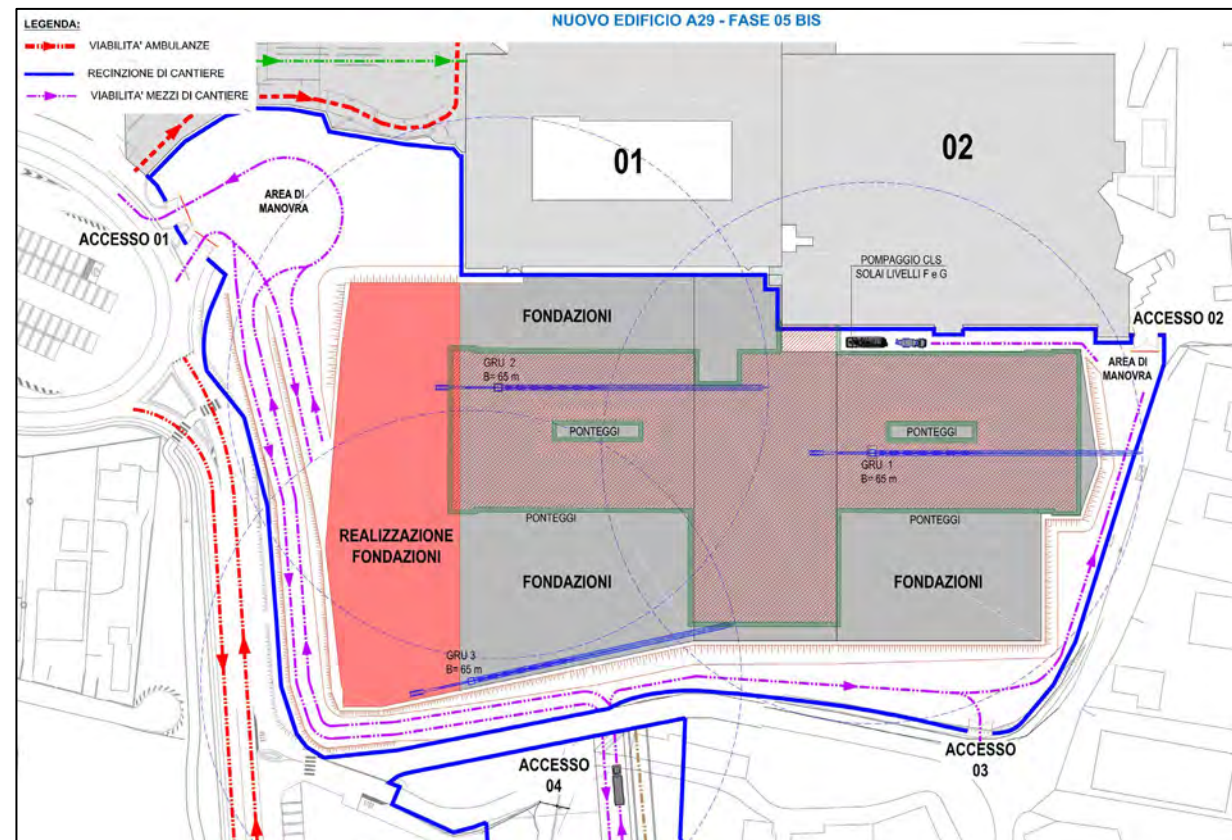 NUOVO EDIFICIO A29 - FASE 05 BIS
LEGENDA:
VIABILITA' AMBULANZE
RECINZIONE DI CANTIERE
VIABILITA' MEZZI DI CANTIERE
01
02
AREA DI
MANOVRA
ACCESSO 01
POMPAGGIO CLS
SOLAI LIVELLI F e G
ACCESSO 02
AREA DI
MANOVRA
FONDAZIONI
GRU 2
B= 65 m
PONTEGGI
PONTEGGI
GRU 1
B= 65 m
PONTEGGI
PONTEGGI
REALIZZAZIONE
FONDAZIONI
FONDAZIONI
FONDAZIONI
GRU 3
B= 65 m
ACCESSO
04
ACCESSO
03